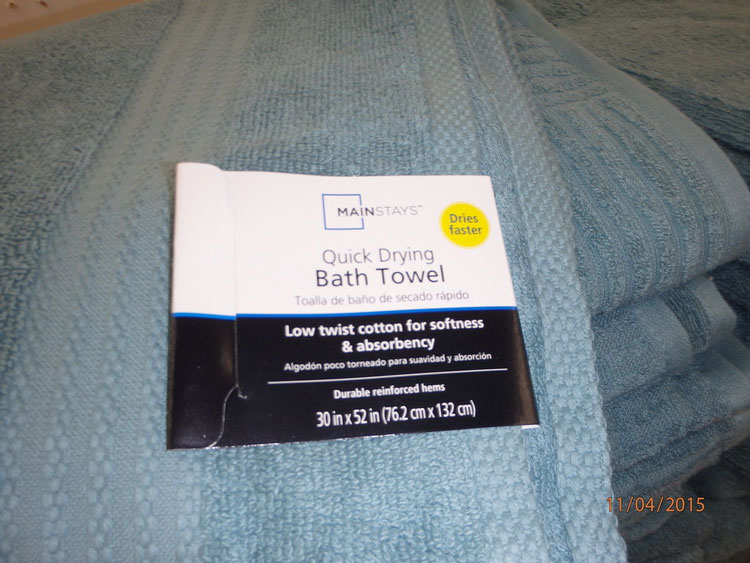 MAINSTAYS™
Dries
faster
Quick Drying
Bath Towel
Toalla de baño de secado rápido
Low twist cotton for softness
& absorbency
Algodón poco torneado para suavidad y absorción
Durable reinforced hems
30 in x 52 in (76.2 cm x 132 cm)
11/04/2015